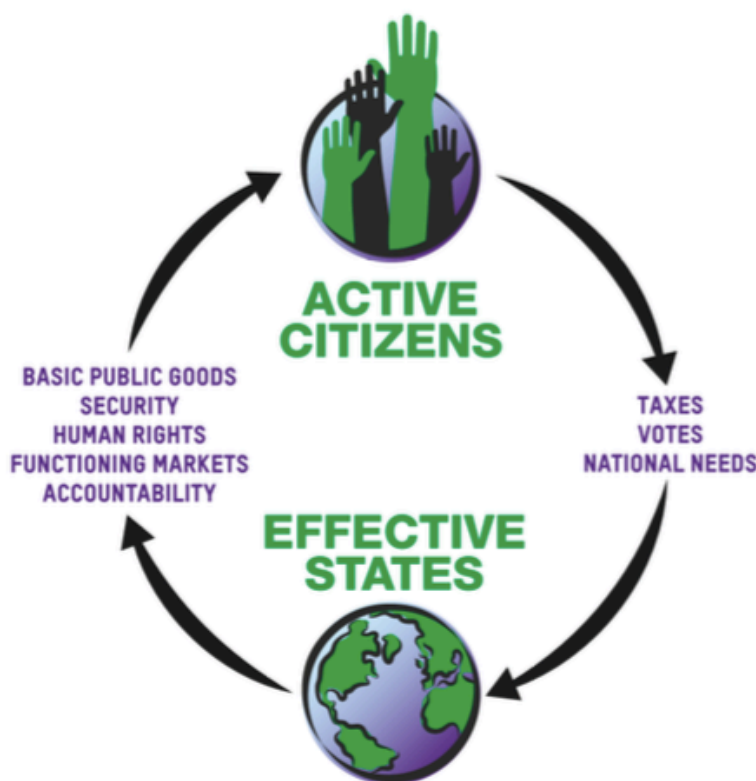 ACTIVE
CITIZENS
BASIC PUBLIC GOODS
SECURITY
HUMAN RIGHTS
FUNCTIONING MARKETS
ACCOUNTABILITY
TAXES
VOTES
NATIONAL NEEDS
EFFECTIVE
STATES